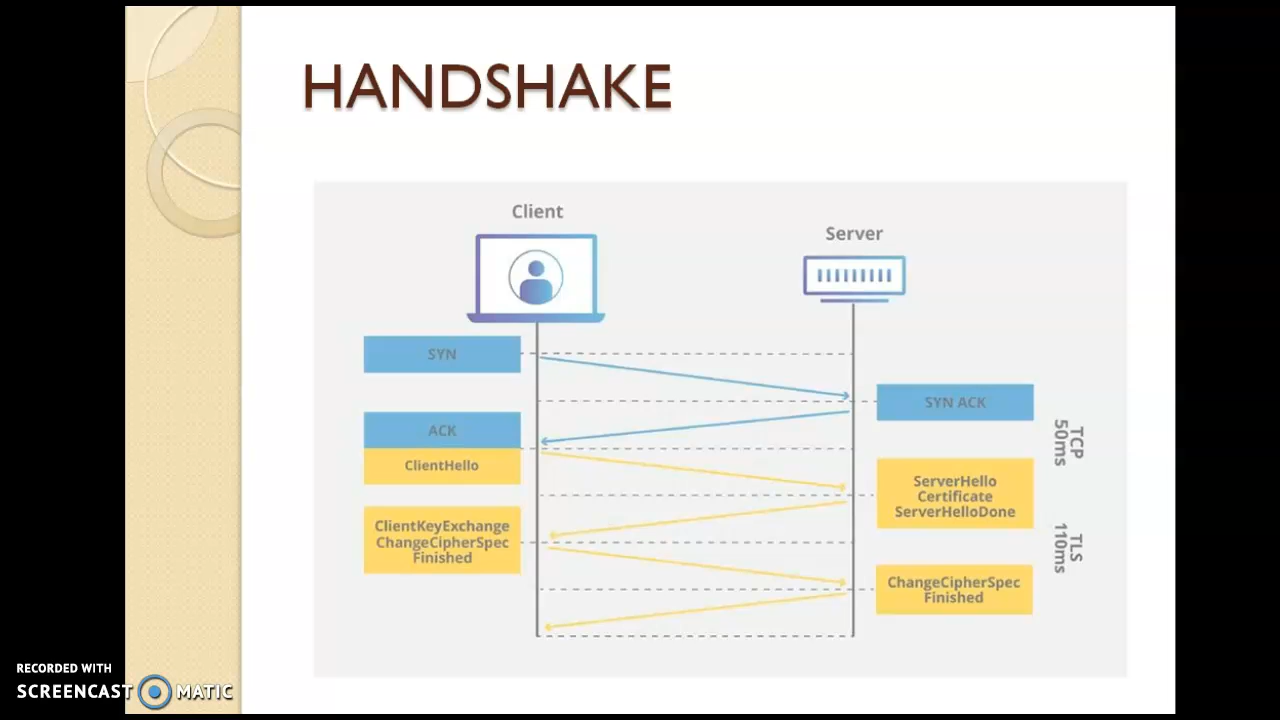 HANDSHAKE
Client
Server
SYN
SYN ACK
ACK
ClientHello
TCP
50ms
ServerHello
Certificate
ServerHelloDone
ClientKeyExchange
ChangeCipherSpec
Finished
TLS
110ms
ChangeCipherSpec
Finished
RECORDED WITH
SCREENCAST MATIC